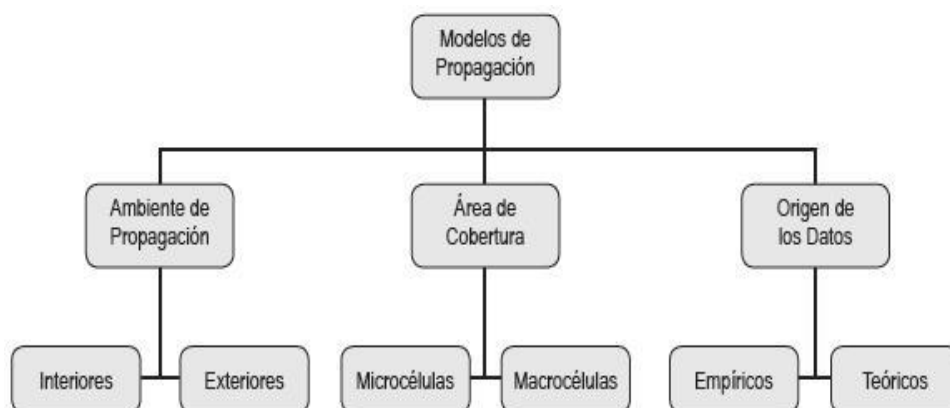 Modelos de
Propagación
Ambiente de
Propagación
Área de
Cobertura
Origen de
los Datos
Interiores
Exteriores
Microcélulas
Macrocélulas
Empíricos
Teóricos